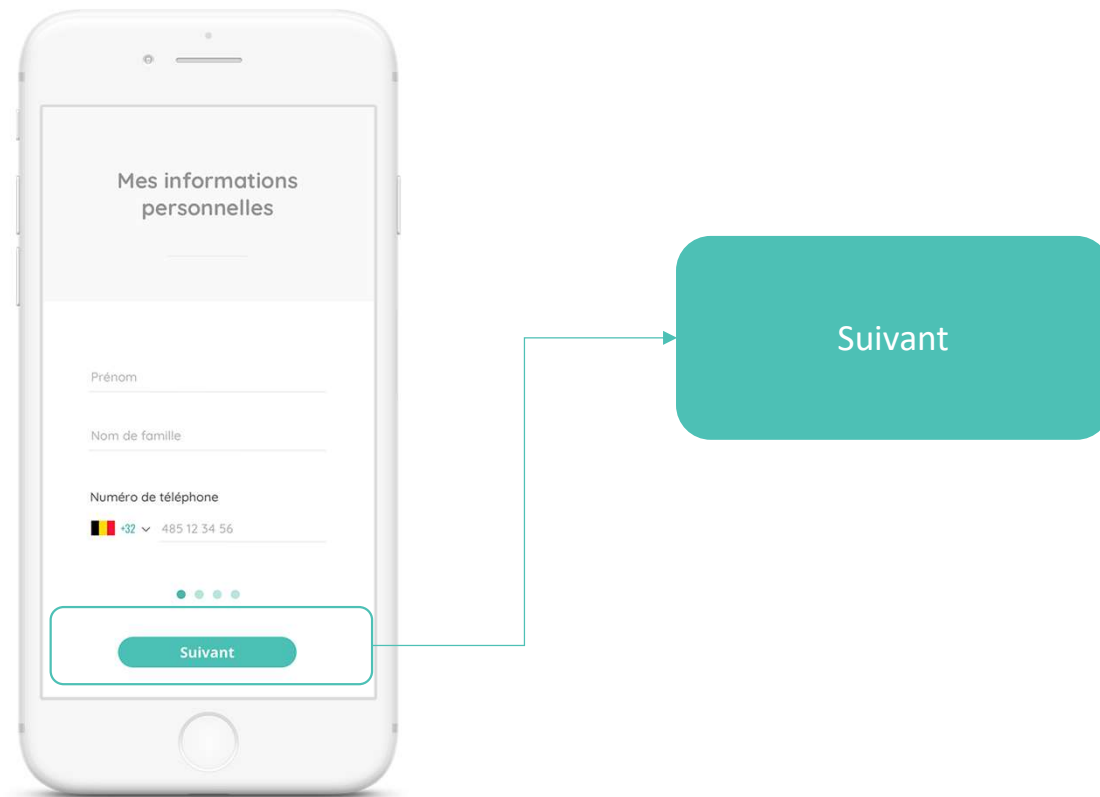 Mes informations
personnelles
Prénom
Nom de famille
Numéro de téléphone
+32 485 12 34 56
Suivant
Suivant